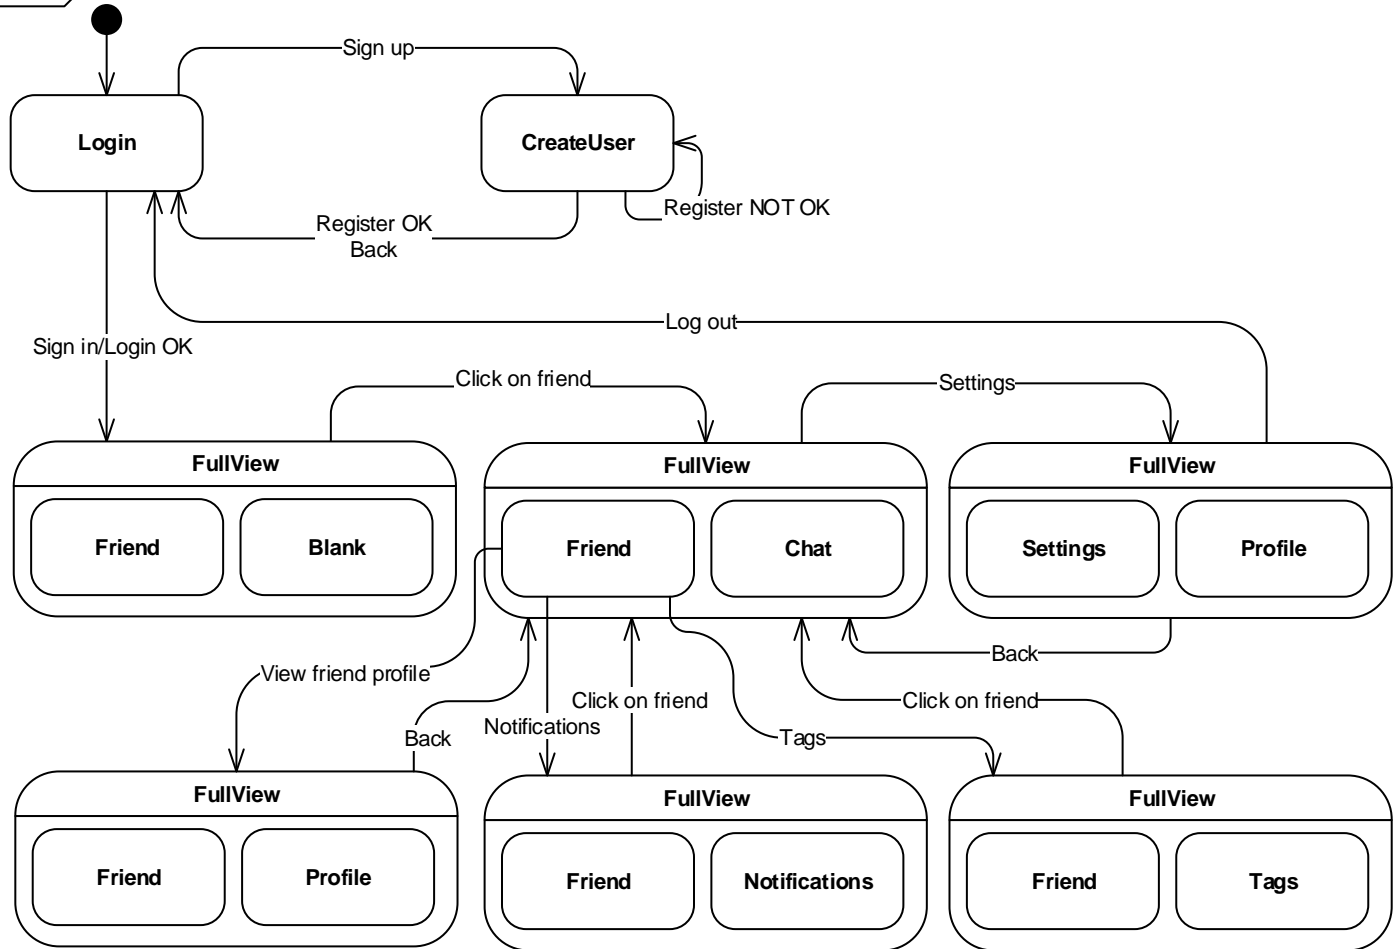 Sign up
Login
CreateUser
Register NOT OK
Register OK
Back
Log out
Sign in/Login OK
Click on friend
Settings
FullView
FullView
FullView
Friend
Blank
Friend
Chat
Settings
Profile
Back
View friend profile
Click on friend
Click on friend
Notifications
Back
Tags
FullView
FullView
FullView
Friend
Profile
Friend
Notifications
Friend
Tags